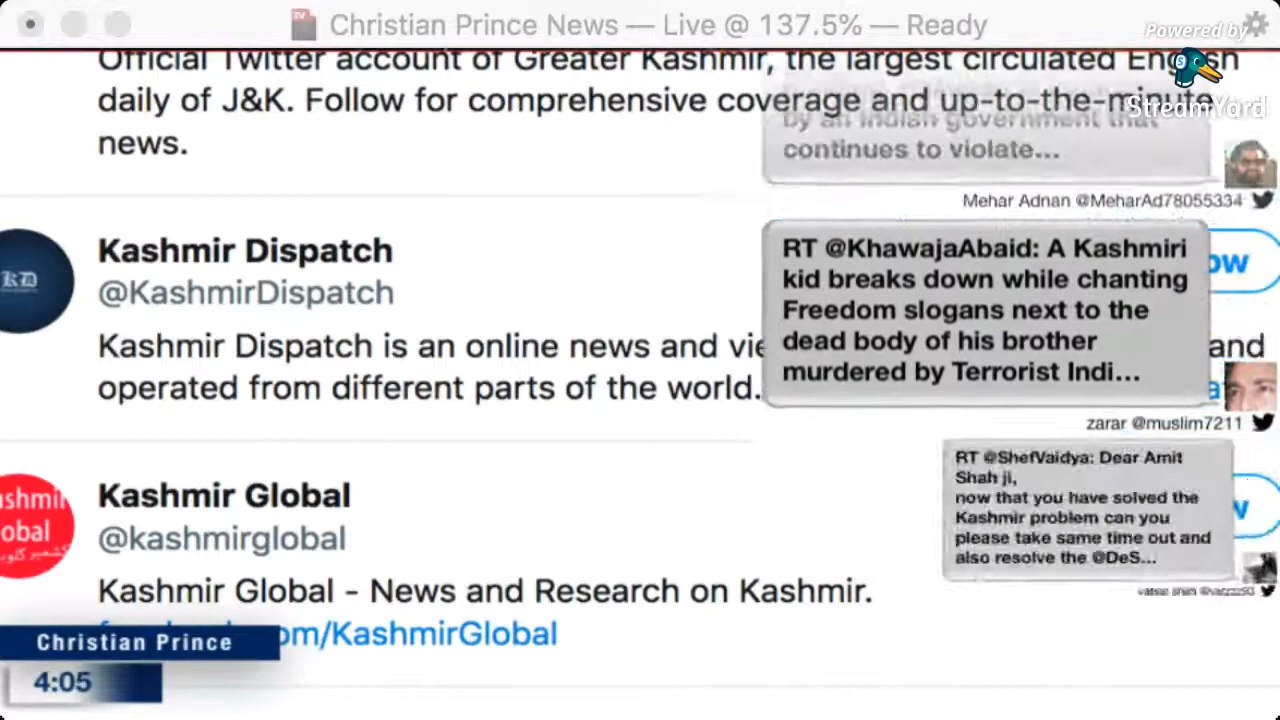 Christian Prince News — Live @ 137.5% — Ready
Powered by
StreamYard
Official Twitter account of Greater Kashmir, the largest circulated English
daily of J&K. Follow for comprehensive coverage and up-to-the-minute
news.
by an Indian government that
continues to violate...
Mehar Adnan @MeharAd78055334
Kashmir Dispatch
@KashmirDispatch
Kashmir Dispatch is an online news and
operated from different parts of the world.
and
KD
RT @KhawajaAbaid: A Kashmiri
kid breaks down while chanting
Freedom slogans next to the
dead body of his brother
murdered by Terrorist Indi...
zarar @muslim7211
Kashmir Global
@kashmirglobal
Kashmir Global - News and Research on Kashmir.
om/KashmirGlobal
RT @ShefVaidya: Dear Amit
Shah ji,
now that you have solved the
Kashmir problem can you
please take same time out and
also resolve the @DeS...
Christian Prince
4:05